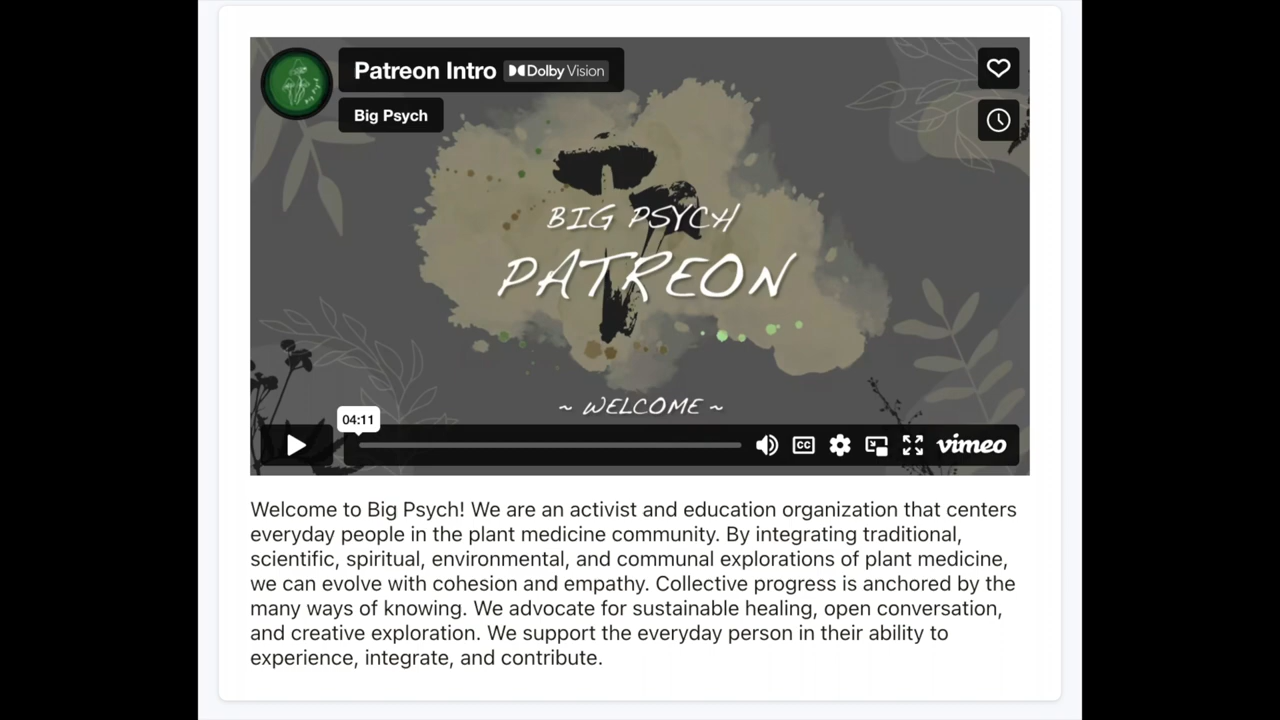 Patreon Intro Dolby Vision
Big Psych
BIG PSYCH
PATREON
~ WELCOME ~
04:11
CC
vimeo
Welcome to Big Psych! We are an activist and education organization that centers
everyday people in the plant medicine community. By integrating traditional,
scientific, spiritual, environmental, and communal explorations of plant medicine,
we can evolve with cohesion and empathy. Collective progress is anchored by the
many ways of knowing. We advocate for sustainable healing, open conversation,
and creative exploration. We support the everyday person in their ability to
experience, integrate, and contribute.